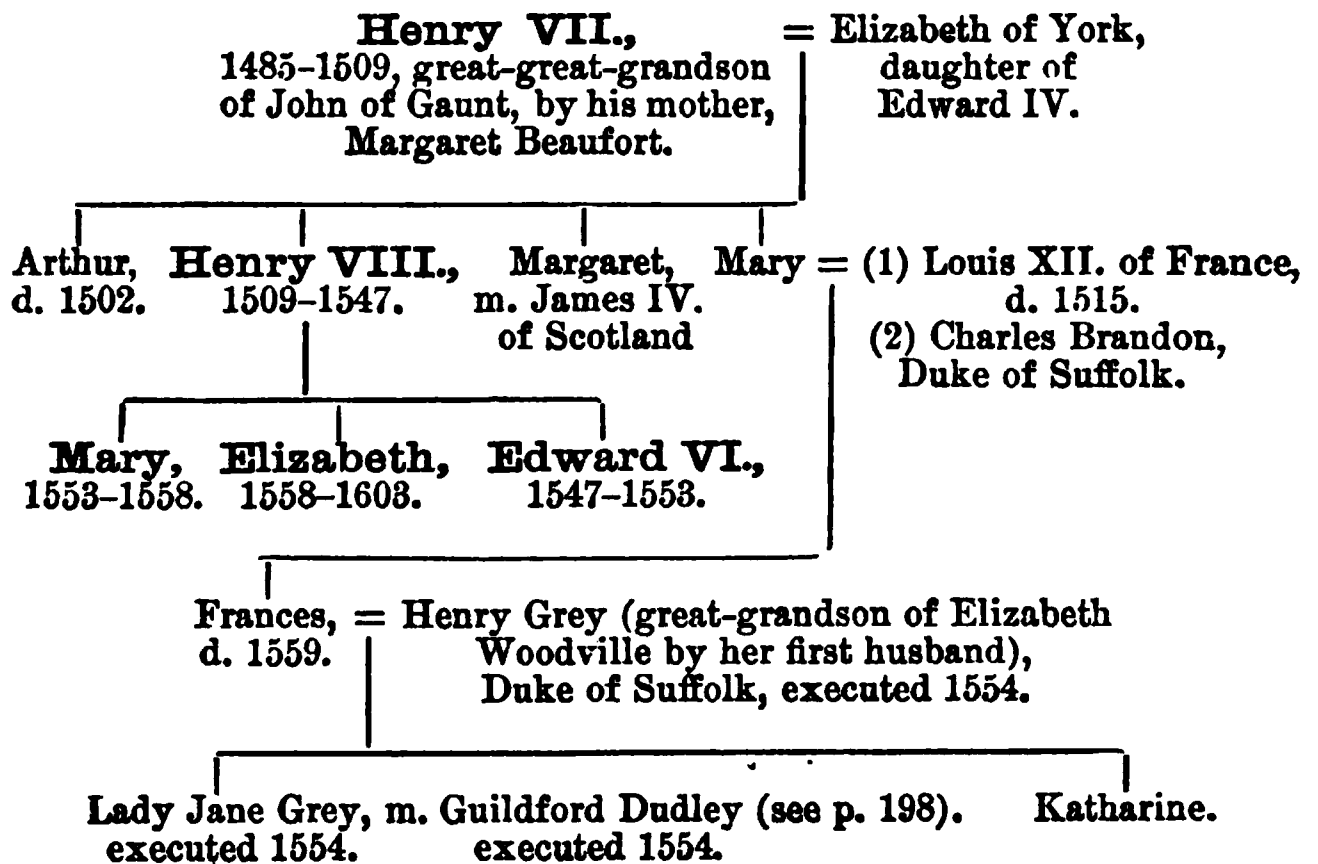 Henry VII., = Elizabeth of York,
1485-1509, great-great-grandson daughter of
of John of Gaunt, by his mother, Edward IV.
Margaret Beaufort.
Arthur, Henry VIII., Margaret, Mary = (1) Louis XII. of France,
d. 1502. 1509-1547. m. James IV. d. 1515.
of Scotland (2) Charles Brandon,
Duke of Suffolk.
Mary, Elizabeth, Edward VI.,
1553-1558. 1558-1603. 1547-1553.
Frances, = Henry Grey (great-grandson of Elizabeth
d. 1559. Woodville by her first husband),
Duke of Suffolk, executed 1554.
Lady Jane Grey, m. Guildford Dudley (see p. 198). Katharine.
executed 1554. executed 1554.